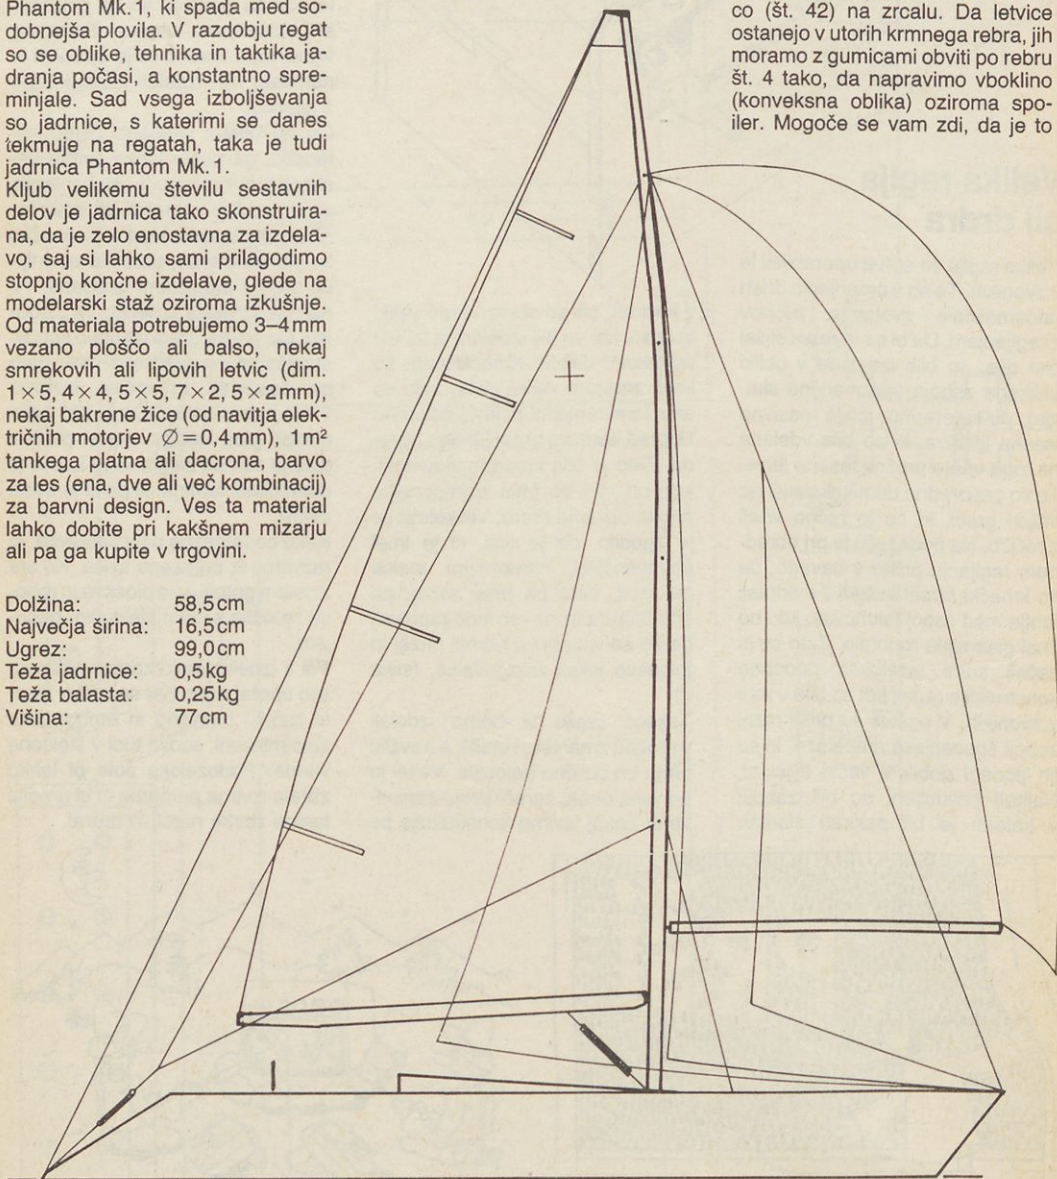 Phantom Mk. 1, ki spada med so-
dobnejša plovila. V razdobju regat
so se oblike, tehnika in taktika ja-
dranja počasi, a konstantno spre-
minjale. Sad vsega izboljševanja
so jadrnice, s katerimi se danes
tekmuje na regatah, taka je tudi
jadrnica Phantom Mk. 1.
Kljub velikemu številu sestavnih
delov je jadrnica tako skonstruira-
na, da je zelo enostavna za izdela-
vo, saj si lahko sami prilagodimo
stopnjo končne izdelave, glede na
modelarski staž oziroma izkušnje.
Od materiala potrebujemo 3–4 mm
vezano ploščo ali balso, nekaj
smrekovih ali lipovih letvic (dim.
1 × 5, 4 × 4, 5 × 5, 7 × 2, 5 × 2 mm),
nekaj bakrene žice (od navitja elek-
tričnih motorjev ∅ = 0,4 mm), 1 m²
tankega platna ali dacrona, barvo
za les (ena, dve ali več kombinacij)
za barvni design. Ves ta material
lahko dobite pri kakšnem mizarju
ali pa ga kupite v trgovini.
Dolžina: 58,5 cm
Največja širina: 16,5 cm
Ugrez: 99,0 cm
Teža jadrnice: 0,5 kg
Teža balasta: 0,25 kg
Višina: 77 cm
co (št. 42) na zrcalu. Da letvice
ostanejo v utorih krmnega rebra, jih
moramo z gumicami obviti po rebru
št. 4 tako, da napravimo vboklino
(konveksna oblika) oziroma spo-
iler. Mogoče se vam zdi, da je to